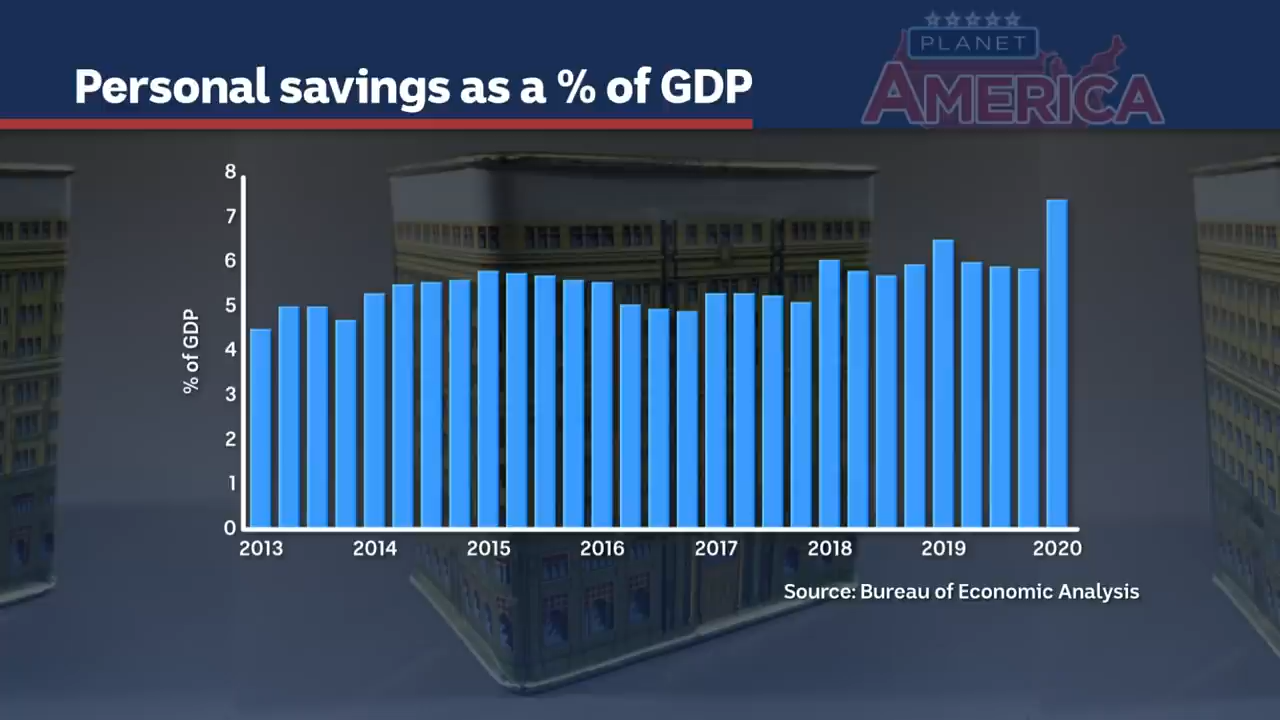 PLANET
AMERICA
Personal savings as a % of GDP
8
7
6
5
4
3
2
1
0
% of GDP
2013 2014 2015 2016 2017 2018 2019 2020
Source: Bureau of Economic Analysis